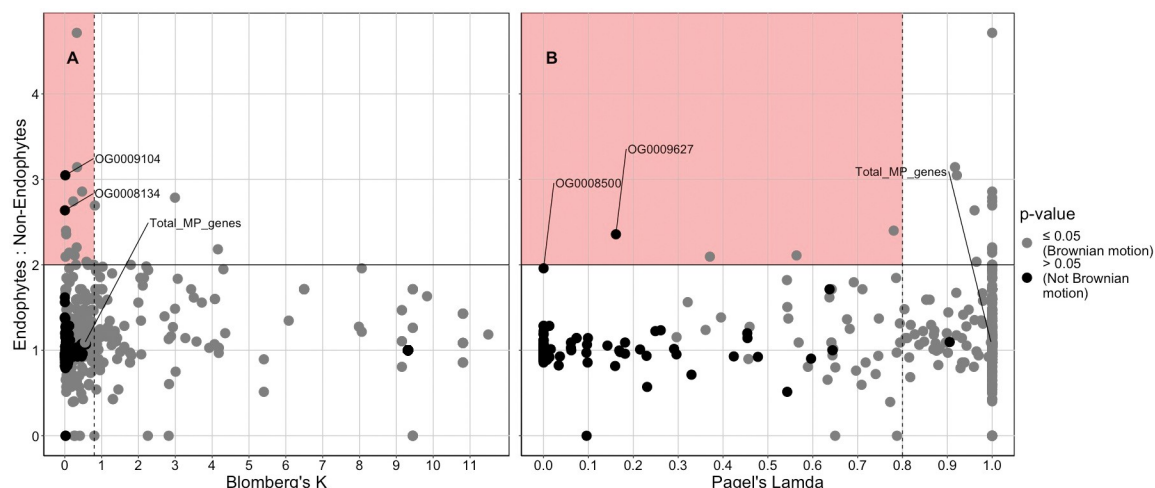 A
B
Endytes : Non-Endophytes
4
3
2
1
0
OG0009104
OG0008134
Total_MP_genes
OG0009627
OG0008500
Total_MP_genes
p-value
≤ 0.05
(Brownian motion)
> 0.05
(Not Brownian
motion)
0 1 2 3 4 5 6 7 8 9 10 11
0.0 0.1 0.2 0.3 0.4 0.5 0.6 0.7 0.8 0.9 1.0
Blomberg's K
Pagel's Lamda